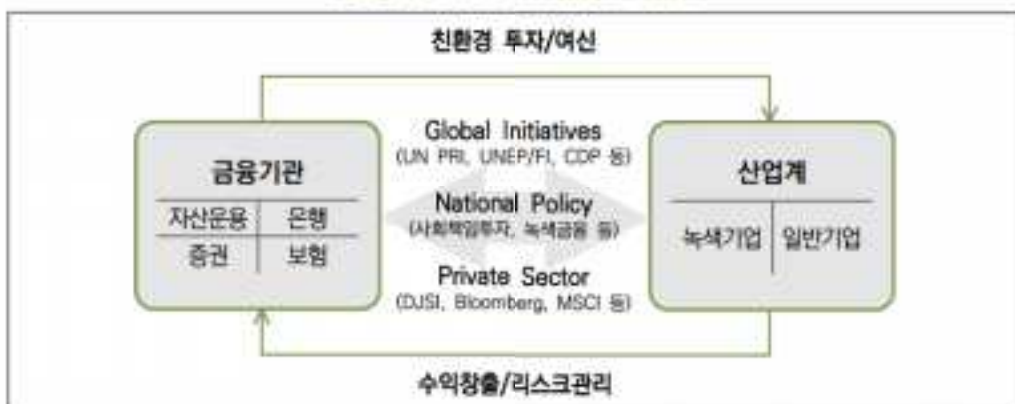 친환경 투자/여신
Global Initiatives
(UN PRI, UNEP/FI, CDP 등)
금융기관
산업계
National Policy
(사회책임투자, 녹색금융 등)
자산운용 은행
녹색기업 일반기업
증권 보험
Private Sector
(DJSI, Bloomberg, MSCI 등)
수익창출/리스크관리